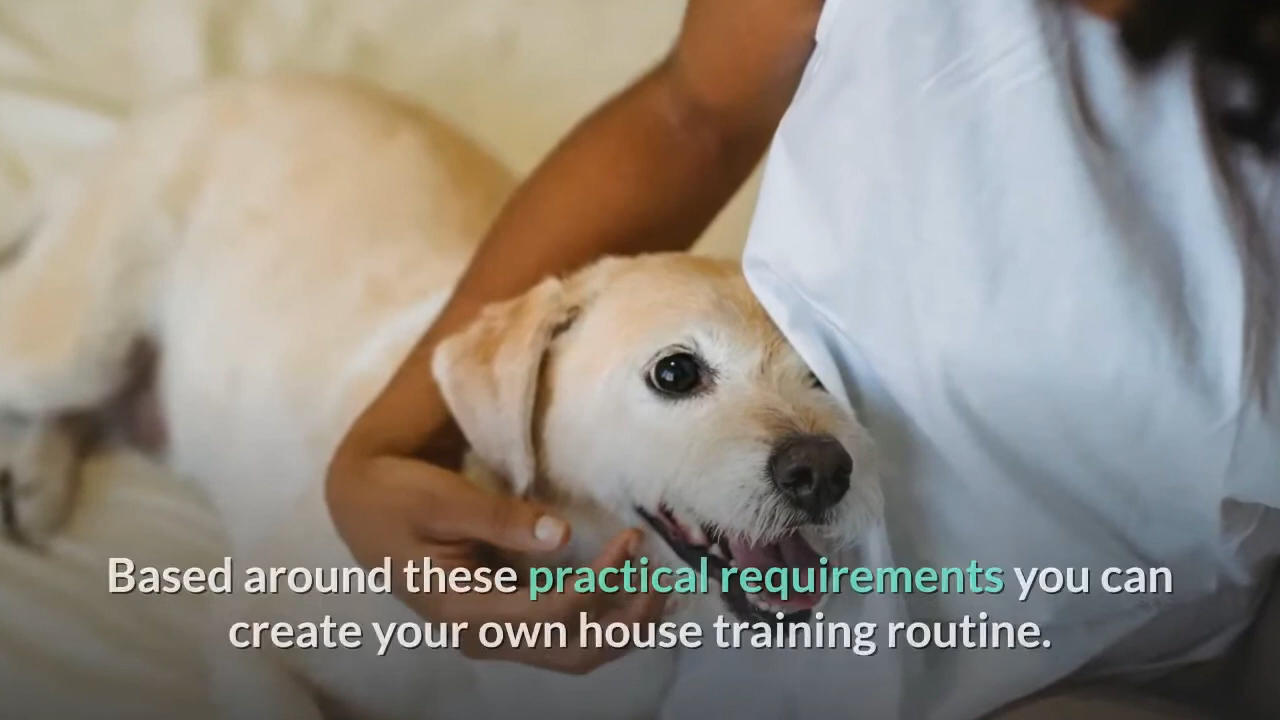 Based around these practical requirements you can
create your own house training routine.